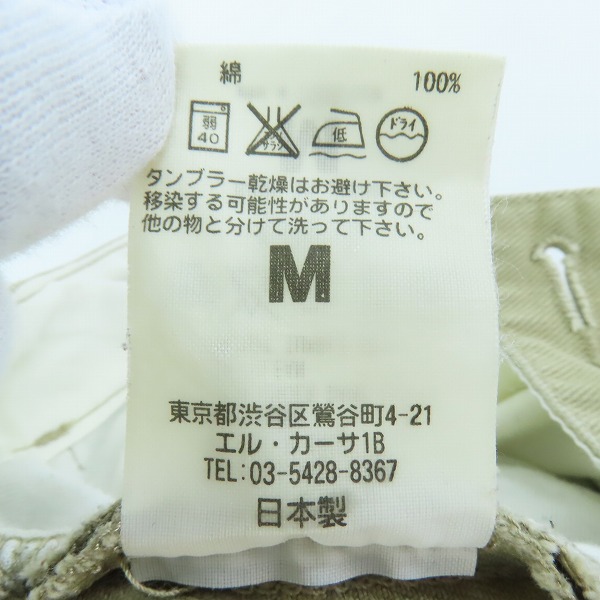 綿 100%
弱 40 エンソサラシ 低 ドライ
タンブラー乾燥はお避け下さい。
移染する可能性がありますので
他の物と分けて洗って下さい。
M
東京都渋谷区鶯谷町4-21
エル・カーサ1B
TEL:03-5428-8367
日本製